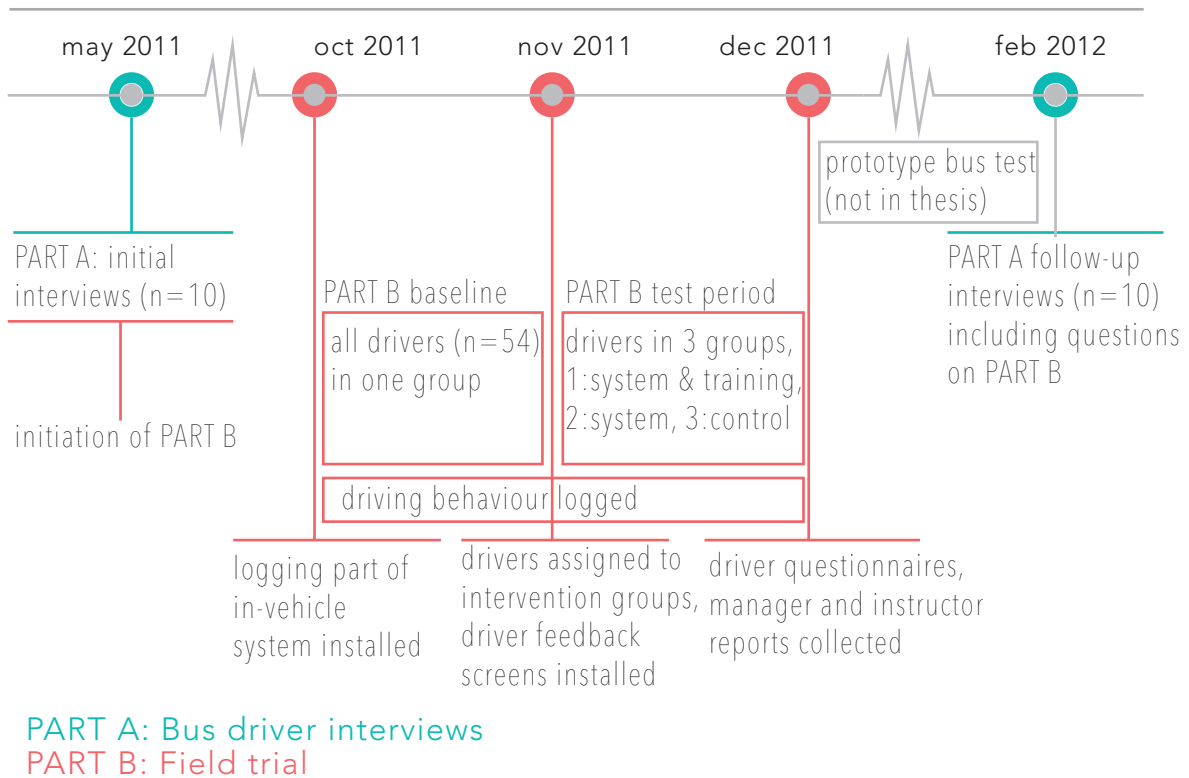 may 2011
oct 2011
nov 2011
dec 2011
feb 2012
prototype bus test
(not in thesis)
PART A: initial
interviews (n=10)
initiation of PART B
PART B baseline
all drivers (n=54)
in one group
PART B test period
drivers in 3 groups,
1:system & training,
2:system, 3:control
PART A follow-up
interviews (n=10)
including questions
on PART B
driving behaviour logged
logging part of
in-vehicle
system installed
drivers assigned to
intervention groups,
driver feedback
screens installed
driver questionnaires,
manager and instructor
reports collected
PART A: Bus driver interviews
PART B: Field trial